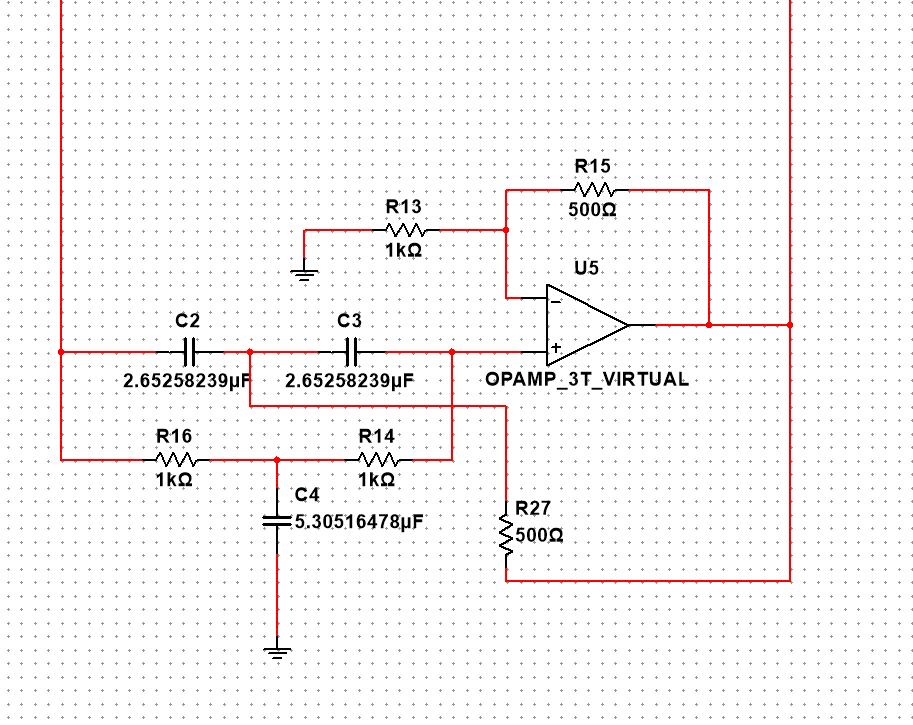 R15
500Ω
R13
1kΩ
U5
C2
C3
2.65258239µF
2.65258239µF
OPAMP_3T_VIRTUAL
R16
R14
1kΩ
1kΩ
C4
5.30516478µF
R27
500Ω